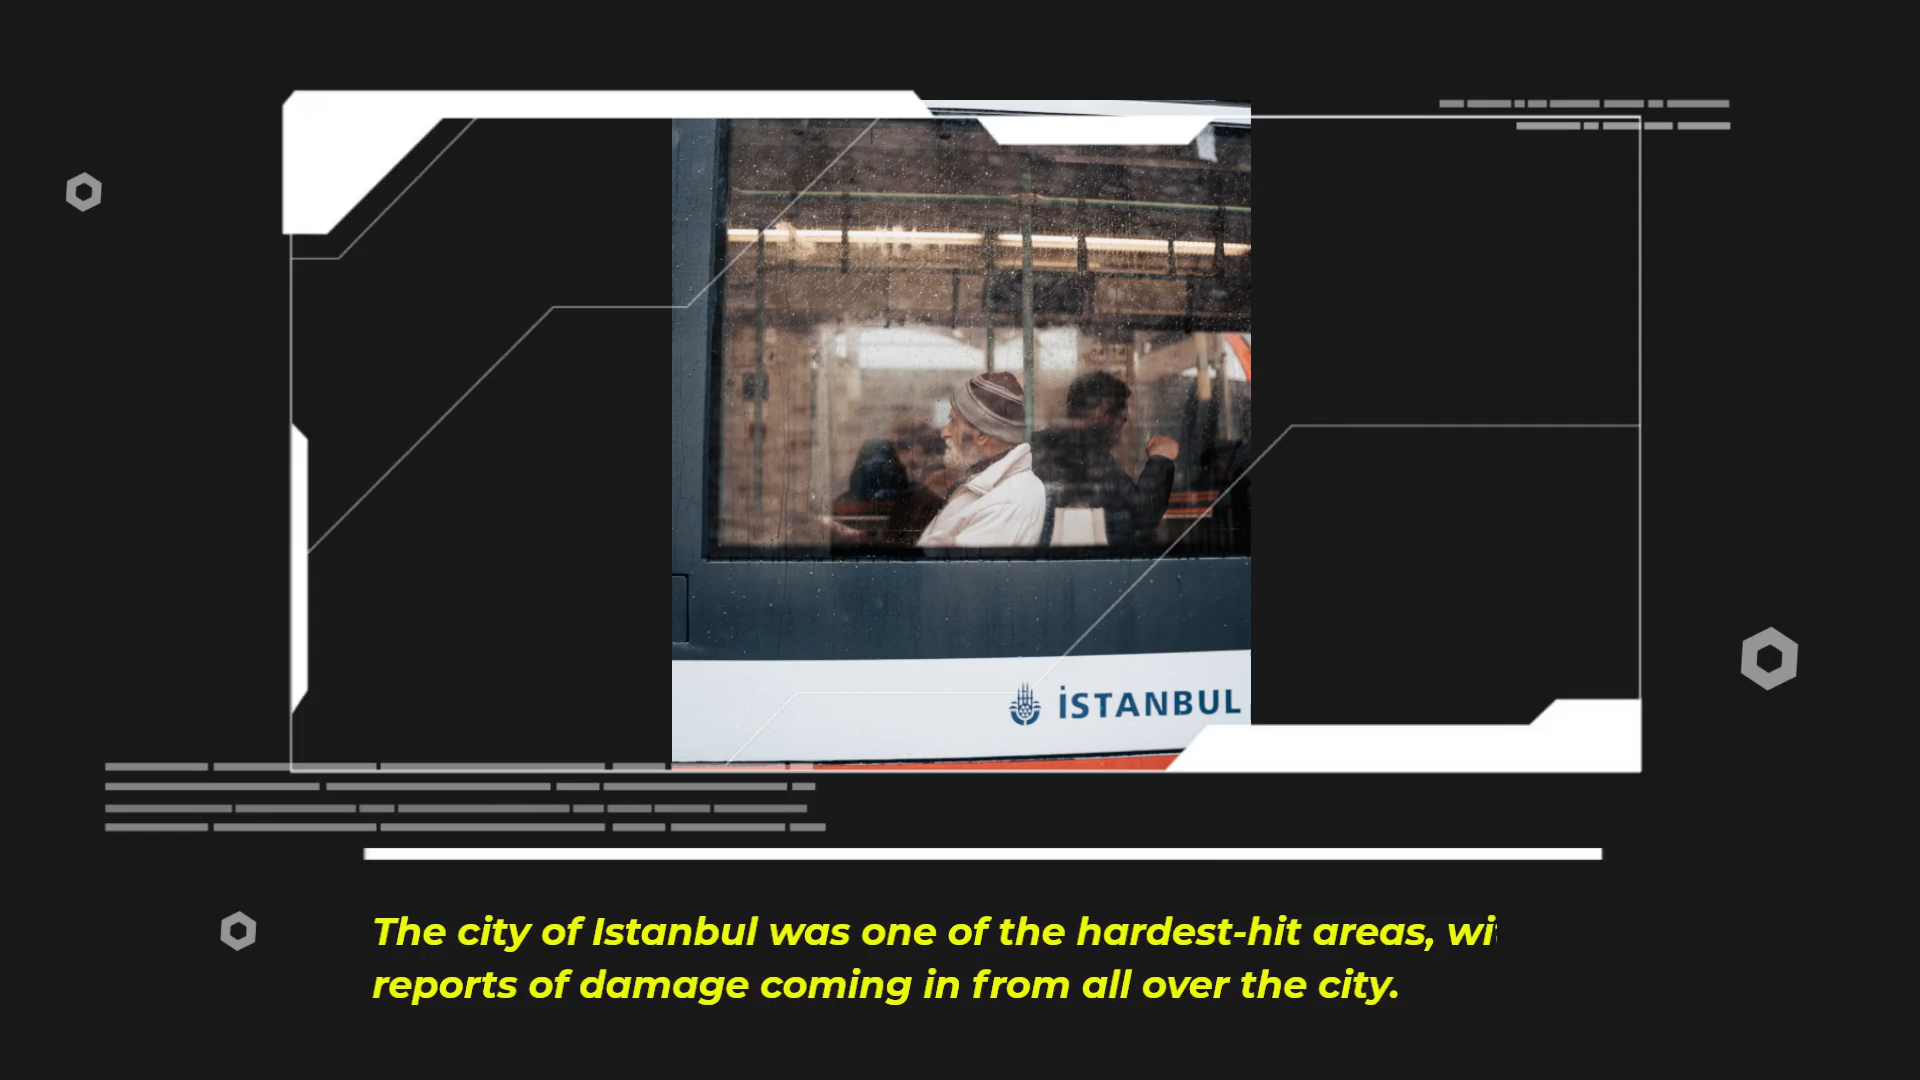 İSTANBUL
The city of Istanbul was one of the hardest-hit areas, wi
reports of damage coming in from all over the city.